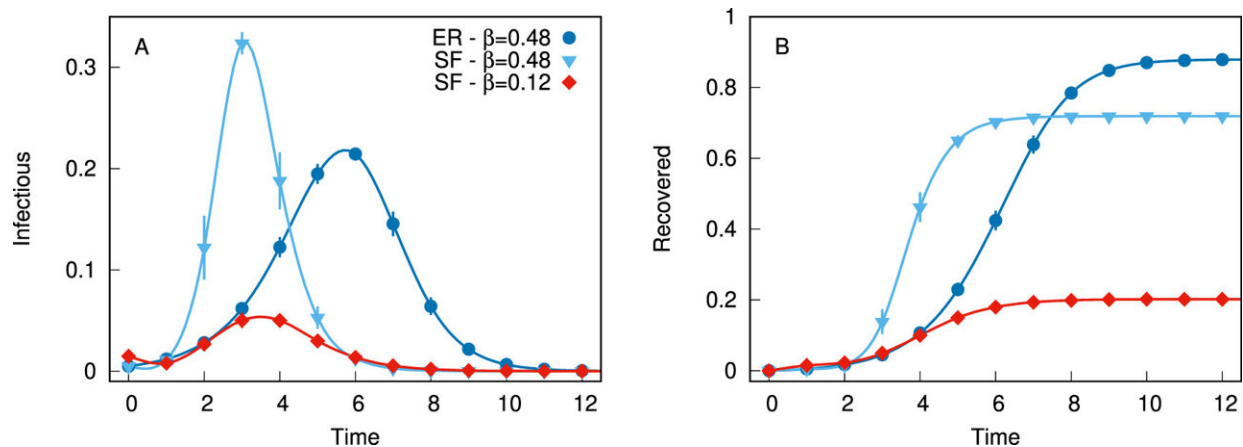 A
ER - β=0.48
SF - β=0.48
SF - β=0.12
0.3
0.2
0.1
0
Infectious
0 2 4 6 8 10 12
Time
B
1
0.8
0.6
0.4
0.2
0
Recovered
0 2 4 6 8 10 12
Time